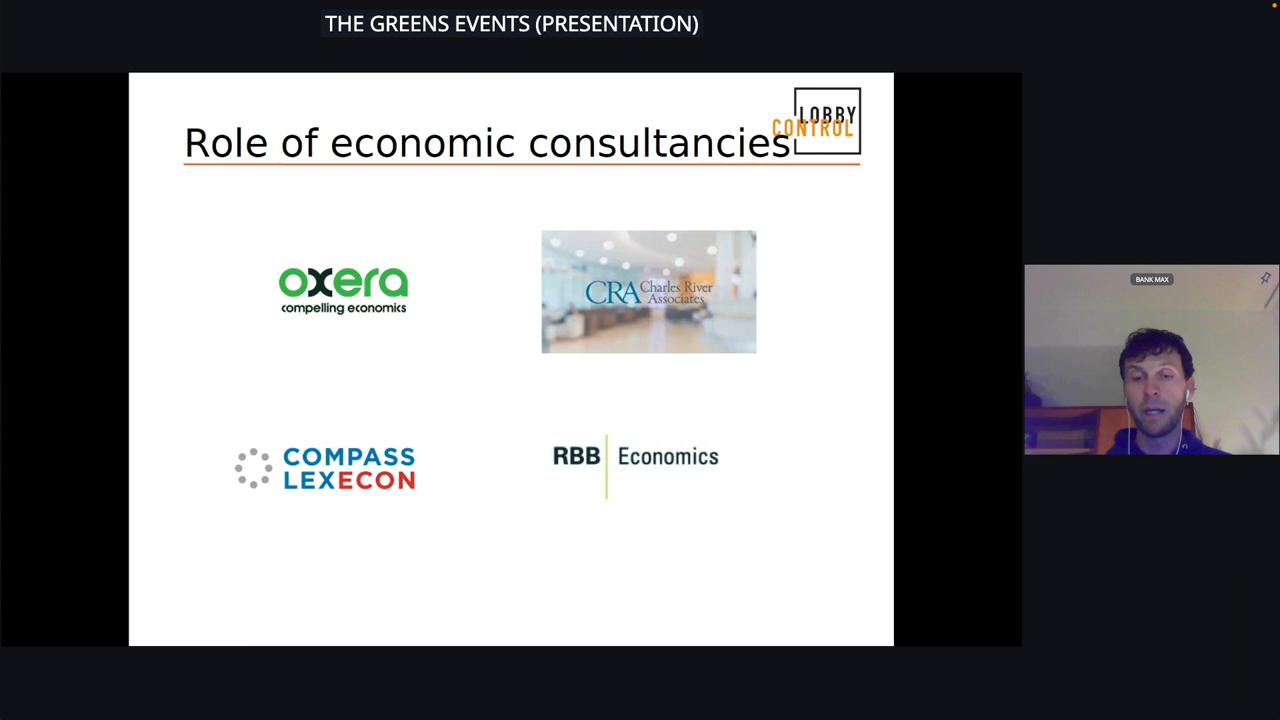 THE GREENS EVENTS (PRESENTATION)
LOBBY
CONTROL
Role of economic consultancies
oxera
compelling economics
CRA Charles River
Associates
COMPASS
LEXECON
RBB Economics
BANK MAX